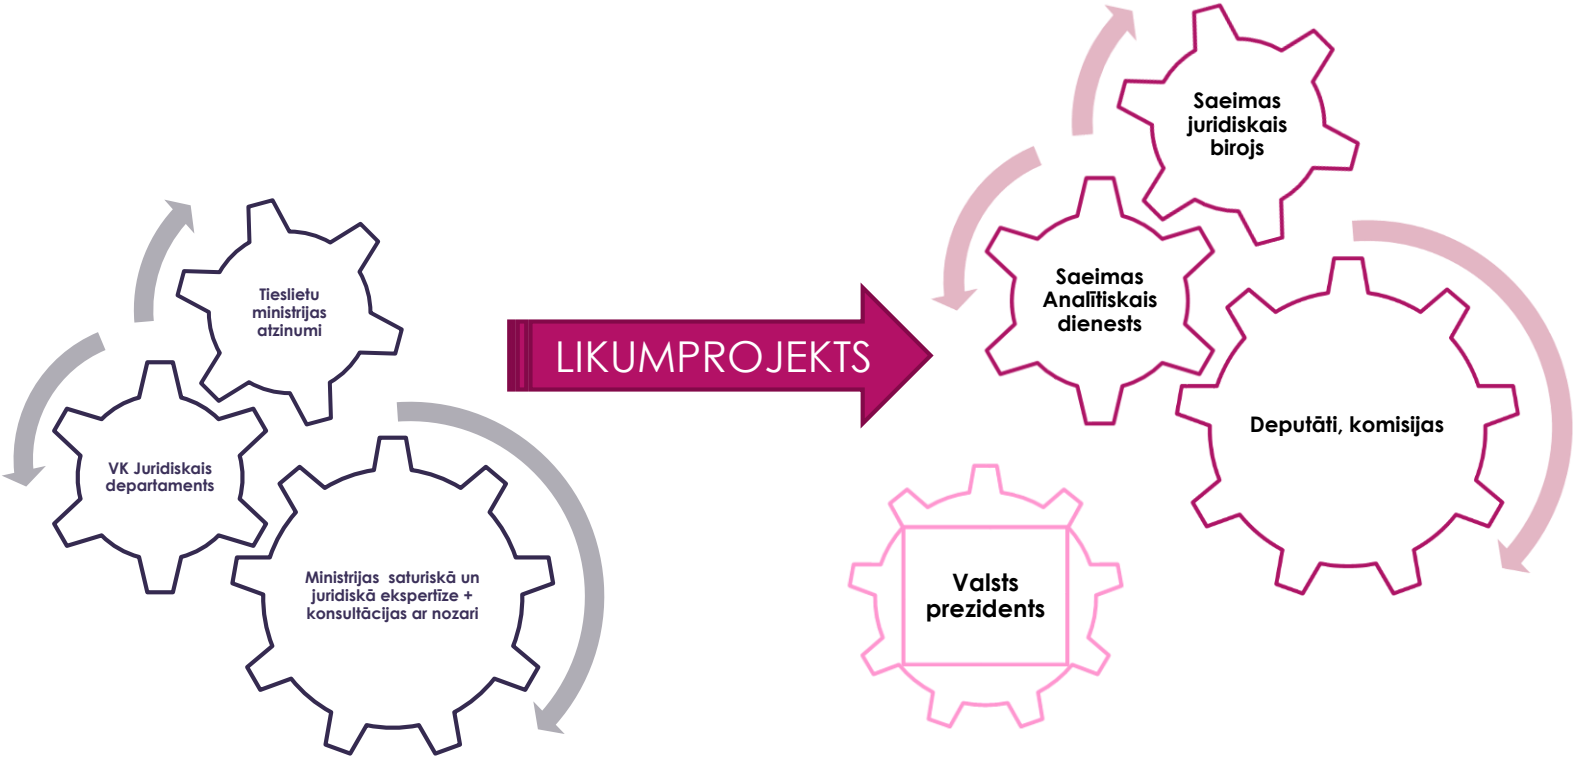 Tieslietu
ministrijas
atzinumi
VK Juridiskais
departaments
Ministrijas saturiskā un
juridiskā ekspertīze +
konsultācijas ar nozari
LIKUMPROJEKTS
Saeimas
juridiskais
birojs
Saeimas
Analītiskais
dienests
Deputāti, komisijas
Valsts
prezidents